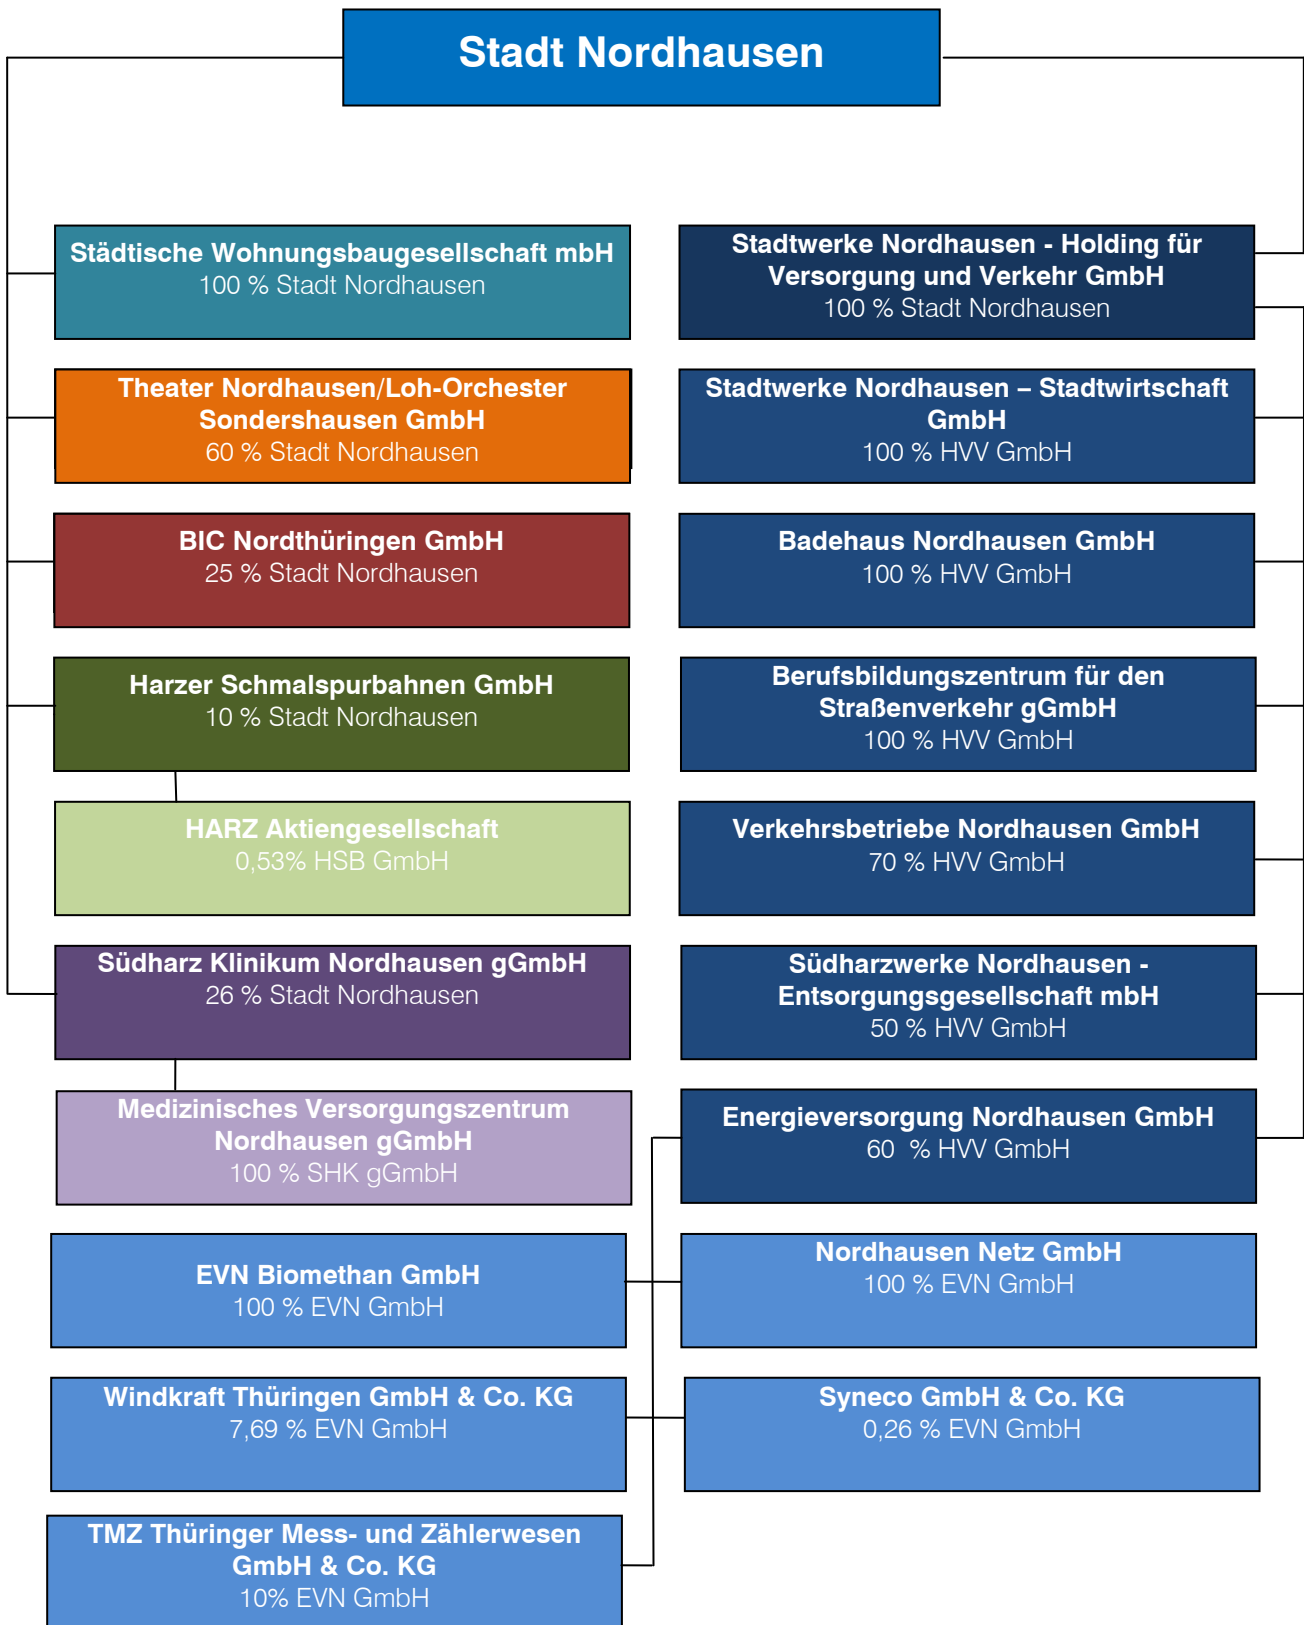 Stadt Nordhausen
Städtische Wohnungsbaugesellschaft mbH
100 % Stadt Nordhausen
Stadtwerke Nordhausen - Holding für
Versorgung und Verkehr GmbH
100 % Stadt Nordhausen
Theater Nordhausen/Loh-Orchester
Sondershausen GmbH
60 % Stadt Nordhausen
Stadtwerke Nordhausen – Stadtwirtschaft
GmbH
100 % HVV GmbH
BIC Nordthüringen GmbH
25 % Stadt Nordhausen
Badehaus Nordhausen GmbH
100 % HVV GmbH
Harzer Schmalspurbahnen GmbH
10 % Stadt Nordhausen
Berufsbildungszentrum für den
Straßenverkehr gGmbH
100 % HVV GmbH
HARZ Aktiengesellschaft
0,53% HSB GmbH
Verkehrsbetriebe Nordhausen GmbH
70 % HVV GmbH
Südharz Klinikum Nordhausen gGmbH
26 % Stadt Nordhausen
Südharzwerke Nordhausen -
Entsorgungsgesellschaft mbH
50 % HVV GmbH
Medizinisches Versorgungszentrum
Nordhausen gGmbH
100 % SHK gGmbH
Energieversorgung Nordhausen GmbH
60 % HVV GmbH
EVN Biomethan GmbH
100 % EVN GmbH
Nordhausen Netz GmbH
100 % EVN GmbH
Windkraft Thüringen GmbH & Co. KG
7,69 % EVN GmbH
Syneco GmbH & Co. KG
0,26 % EVN GmbH
TMZ Thüringer Mess- und Zählerwesen
GmbH & Co. KG
10% EVN GmbH